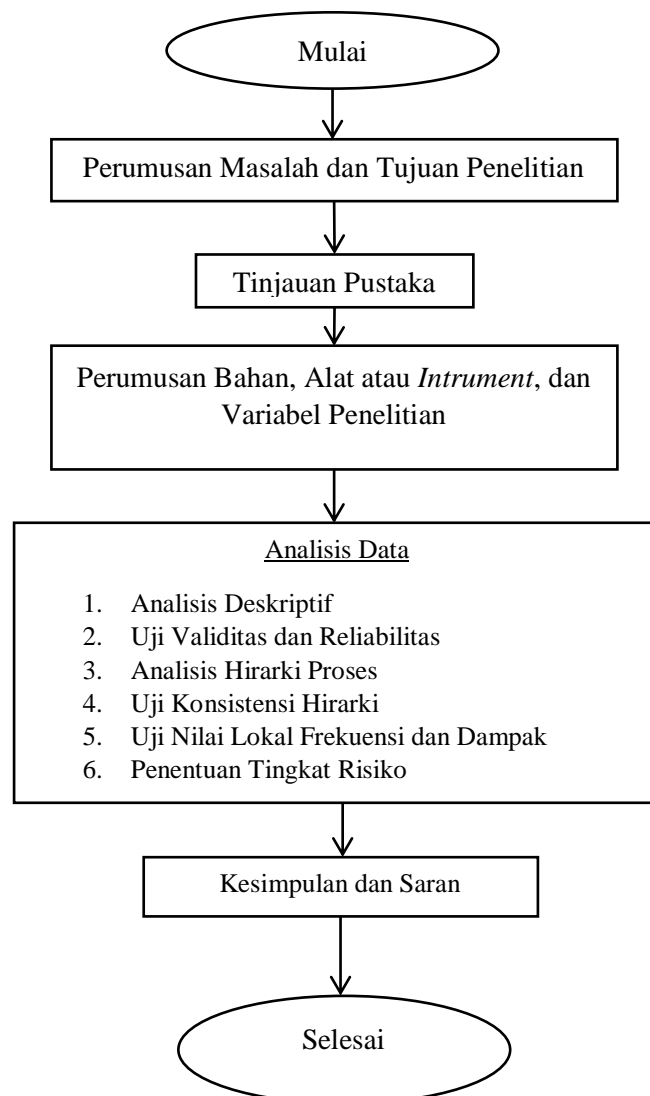 Mulai
Perumusan Masalah dan Tujuan Penelitian
Tinjauan Pustaka
Perumusan Bahan, Alat atau Intrument, dan
Variabel Penelitian
Analisis Data
1. Analisis Deskriptif
2. Uji Validitas dan Reliabilitas
3. Analisis Hirarki Proses
4. Uji Konsistensi Hirarki
5. Uji Nilai Lokal Frekuensi dan Dampak
6. Penentuan Tingkat Risiko
Kesimpulan dan Saran
Selesai